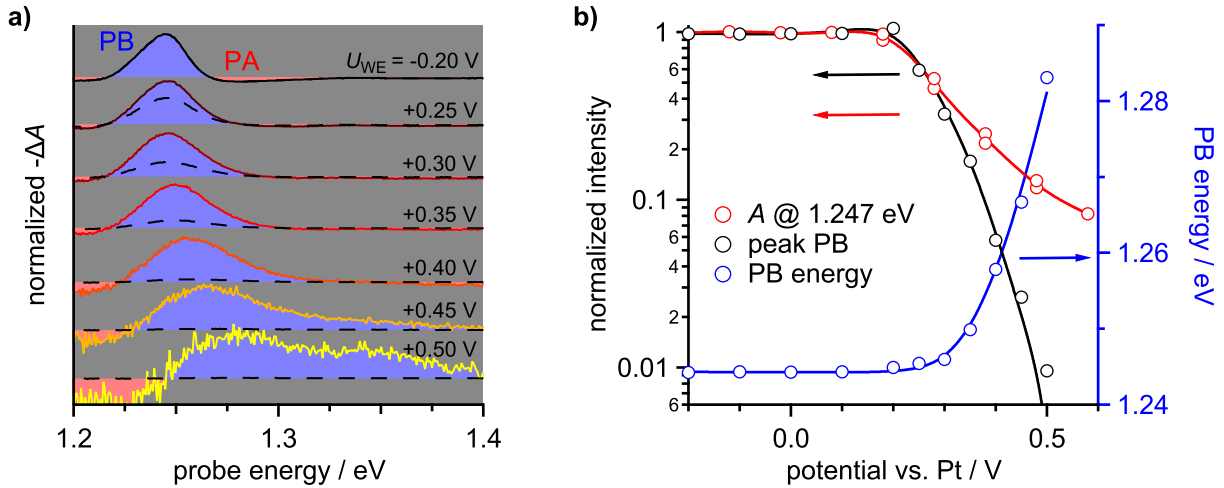 a)
PB
PA
U_WE = -0.20 V
+0.25 V
+0.30 V
+0.35 V
+0.40 V
+0.45 V
+0.50 V
normalized -ΔA
1.2
1.3
1.4
probe energy / eV
b)
1
6
4
2
0.1
6
4
2
0.01
6
normalized intensity
A @ 1.247 eV
peak PB
PB energy
1.28
1.26
1.24
PB energy / eV
0.0
0.5
potential vs. Pt / V